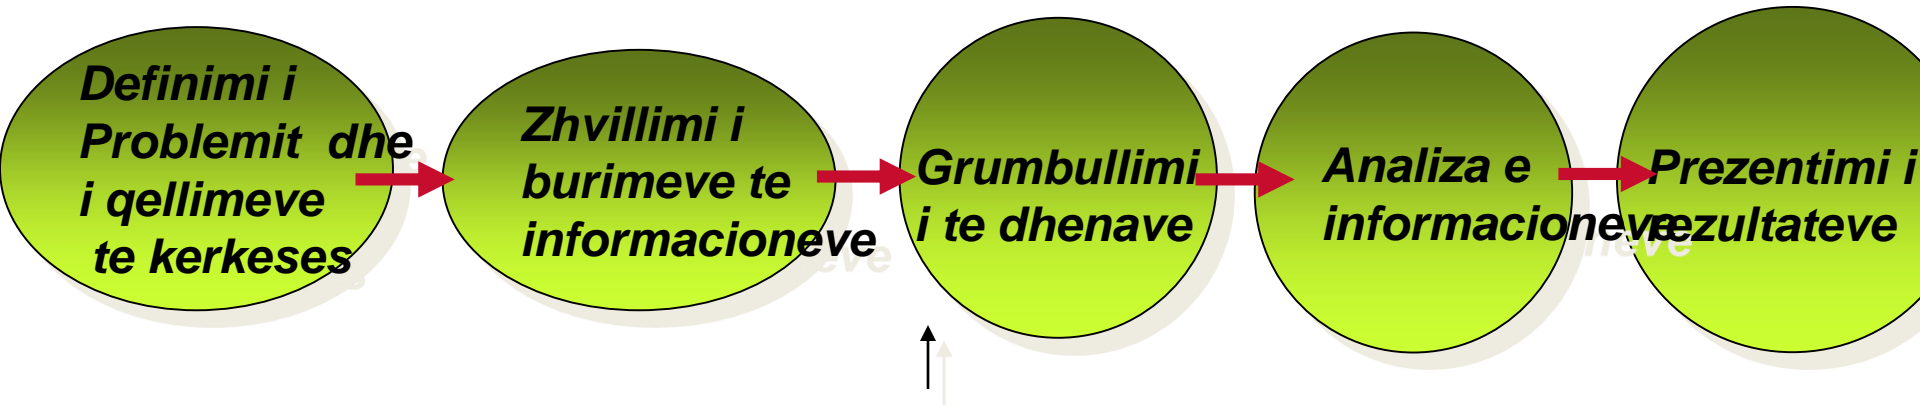 Definimi i
Problemit dhe
i qellimeve
te kerkeses
Zhvillimi i
burimeve te
informacioneve
Grumbullimi
i te dhenave
Analiza e
informacioneve
Prezentimi i
rezultateve